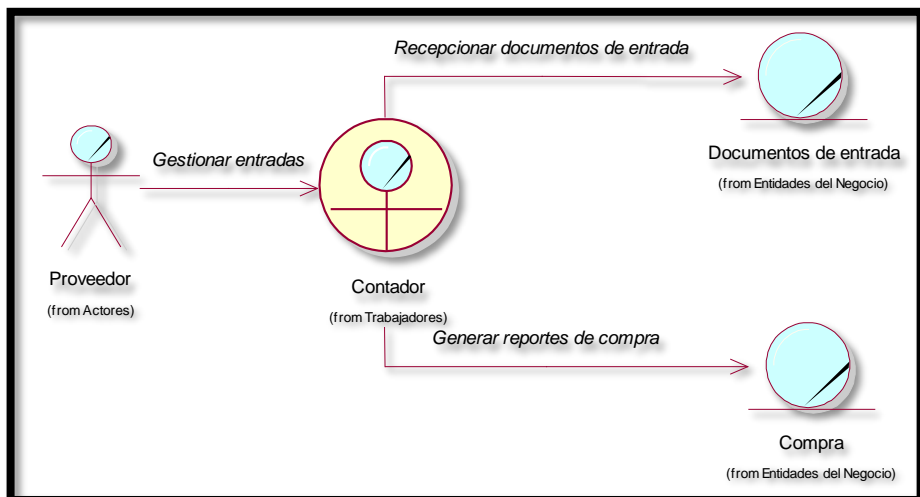 Recepcionar documentos de entrada
Gestionar entradas
Documentos de entrada
(from Entidades del Negocio)
Proveedor
(from Actores)
Contador
(from Trabajadores)
Generar reportes de compra
Compra
(from Entidades del Negocio)